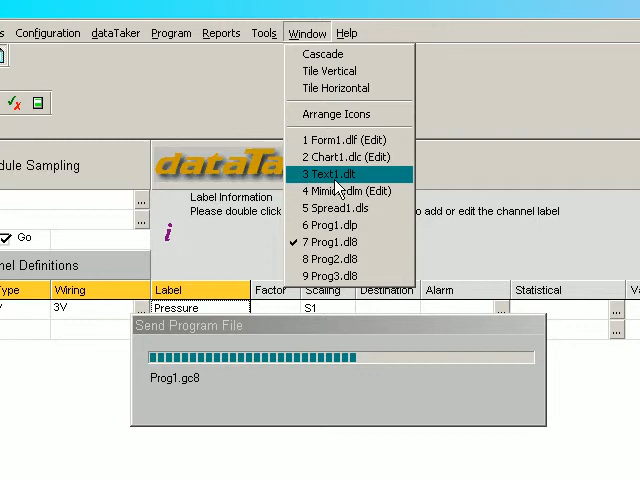 s Configuration dataTaker Program Reports Tools Window Help
Cascade
Tile Vertical
Tile Horizontal
Arrange Icons
1 Form1.dlf (Edit)
2 Chart1.dlc (Edit)
3 Text1.dlt
4 Mimic dlm (Edit)
5 Spread1.dls
6 Prog1.dlp
7 Prog1.dl8
8 Prog2.dl8
9 Prog3.dl8
dule Sampling
dataTa
Label Information
Please double click
to add or edit the channel label
... Go
nel Definitions
ype Wiring Label Factor Scaling Destination Alarm Statistical Va
3V ... Pressure S1 ... ...
Send Program File
Prog1.gc8